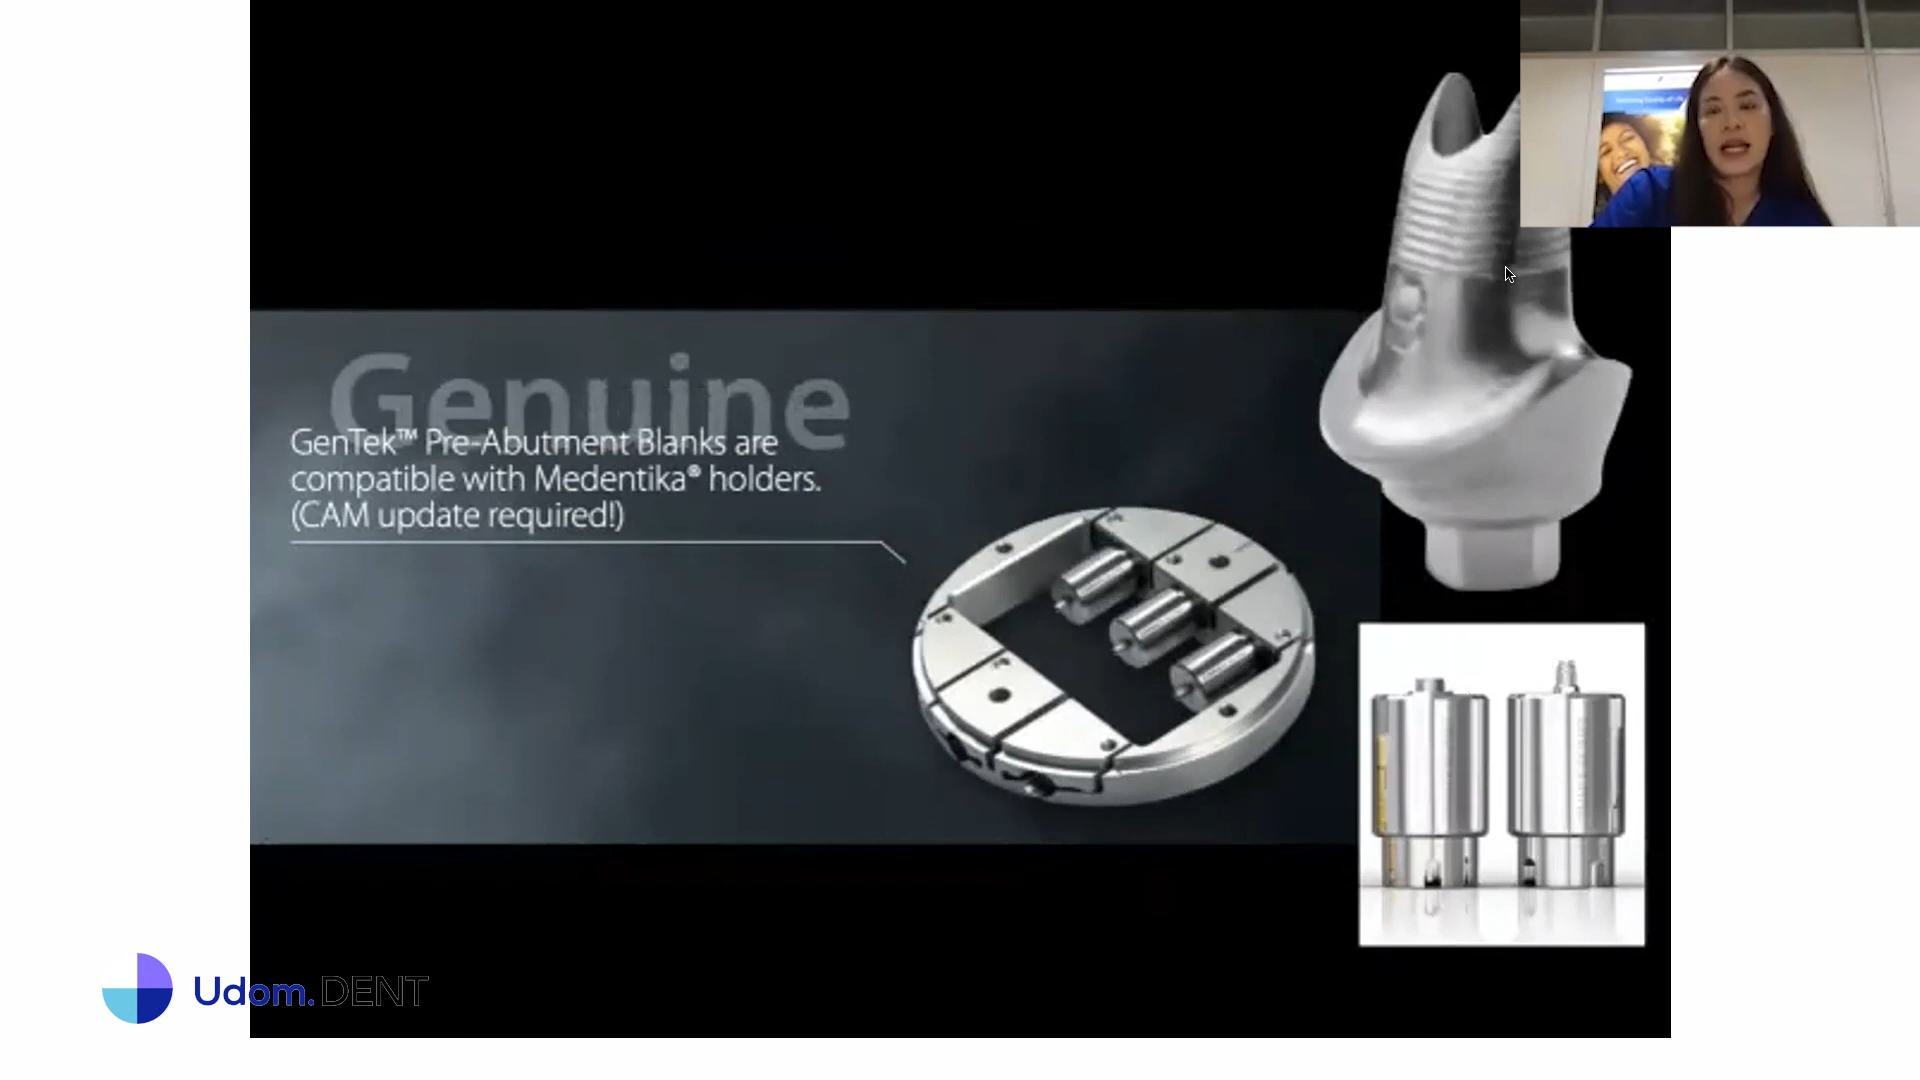 Genuine
GenTek™ Pre-Abutment Blanks are
compatible with Medentika® holders.
(CAM update required!)
Udom.DENT